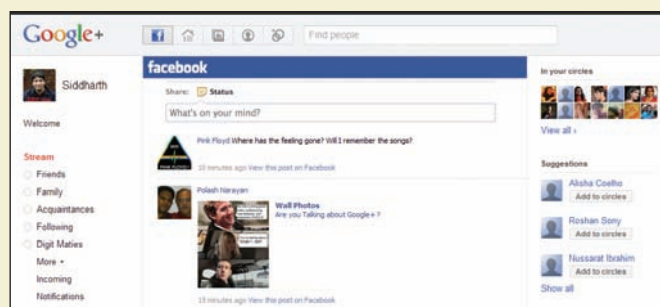 Google+
Find people
Siddharth
Welcome
Stream
Friends
Family
Acquaintances
Following
Digit Maties
More
Incoming
Notifications
facebook
Share: Status
What's on your mind?
Pink Floyd Where has the feeling gone? Will I remember the songs?
10 minutes ago View this post on Facebook
Polash Narayan
Wall Photos
Are you Talking about Google+ ?
15 minutes ago View this post on Facebook
In your circles
View all ›
Suggestions
Alisha Coelho
Add to circles
Roshan Sony
Add to circles
Nussarat Ibrahim
Add to circles
Show all